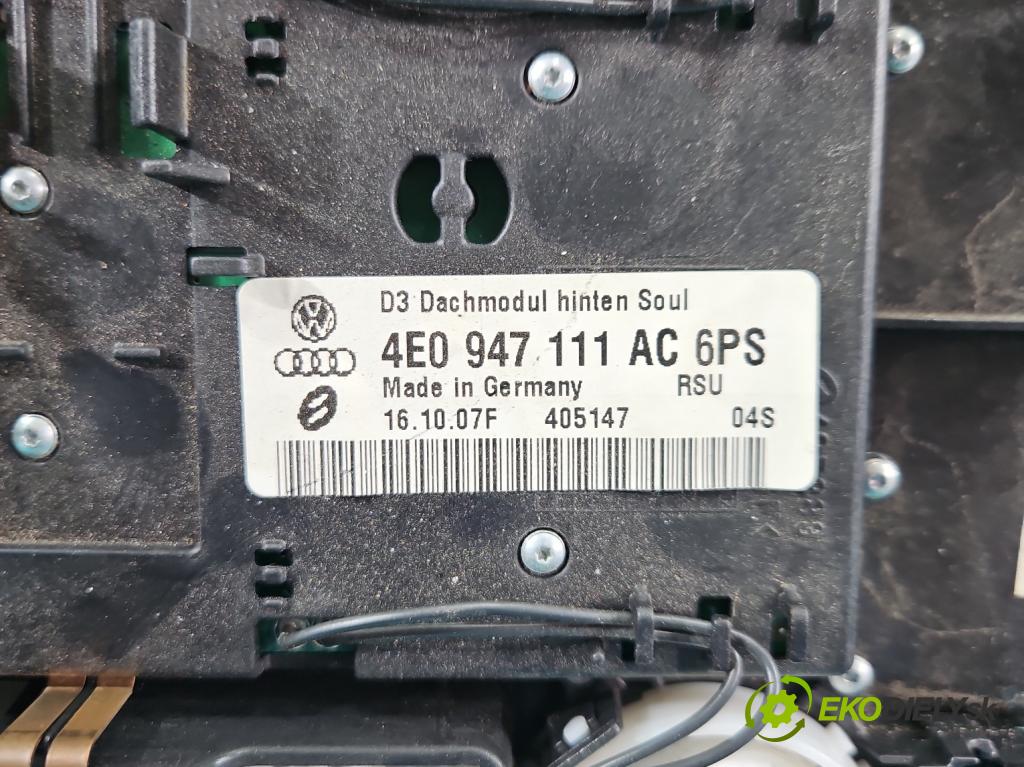 D3 Dachmodul hinten Soul
4E0 947 111 AC 6PS
Made in Germany RSU
16.10.07F 405147 04S
EKODIELY.SK